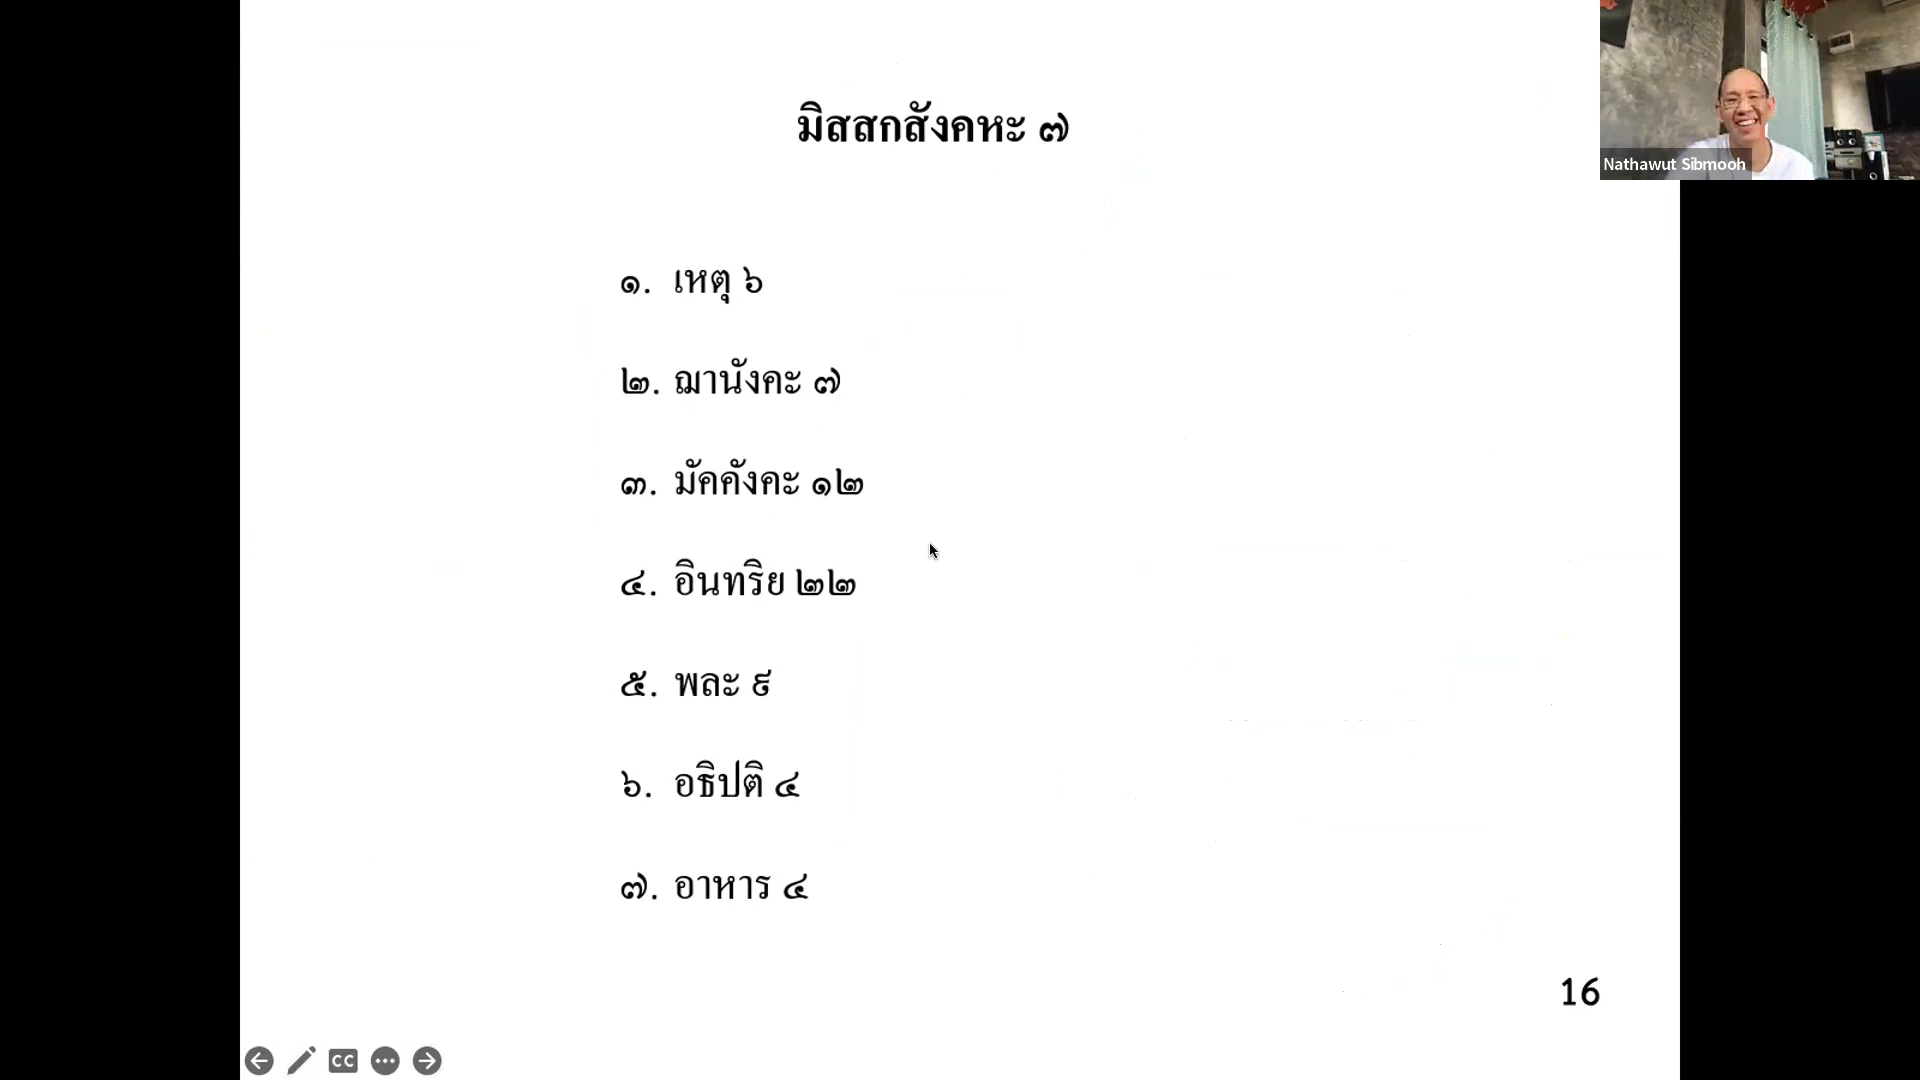 มิสสกสังคหะ ๗
Nathawut Sibmooh
๑. เหตุ ๖
๒. ฌานังคะ ๗
๓. มัคคังคะ ๑๒
๔. อินทริย ๒๒
๕. พละ ๙
๖. อธิปติ ๔
๗. อาหาร ๔
16
CC